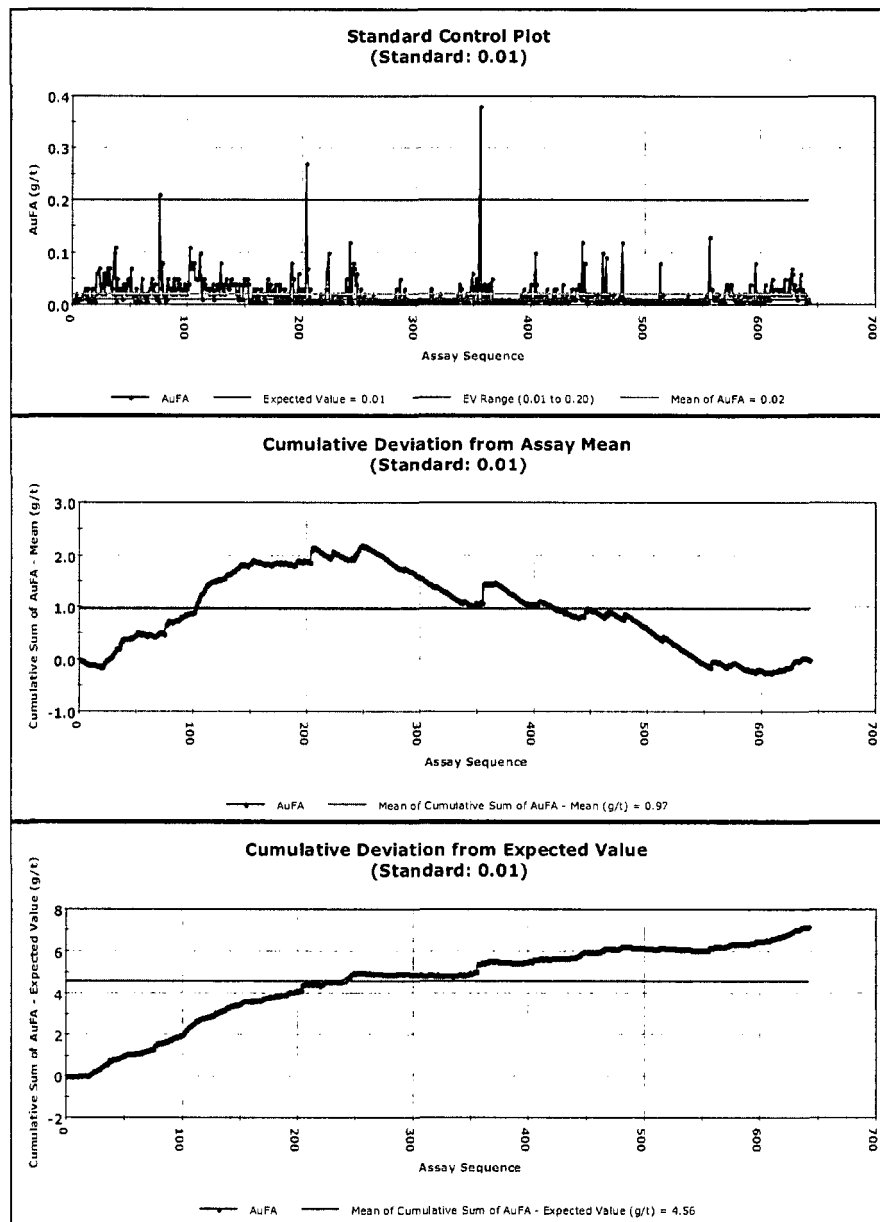 Standard Control Plot
(Standard: 0.01)
AuFA (g/t)
0.4
0.3
0.2
0.1
0.0
0
100
200
300
400
500
600
700
Assay Sequence
AuFA
Expected Value = 0.01
EV Range (0.01 to 0.20)
Mean of AuFA = 0.02
Cumulative Deviation from Assay Mean
(Standard: 0.01)
Cumulative Sum of AuFA - Mean (g/t)
3.0
2.0
1.0
0.0
-1.0
0
100
200
300
400
500
600
700
Assay Sequence
AuFA
Mean of Cumulative Sum of AuFA - Mean (g/t) = 0.97
Cumulative Deviation from Expected Value
(Standard: 0.01)
Cumulative Sum of AuFA - Expected Value (g/t)
8
6
4
2
0
-2
0
100
200
300
400
500
600
700
Assay Sequence
AuFA
Mean of Cumulative Sum of AuFA - Expected Value (g/t) = 4.56